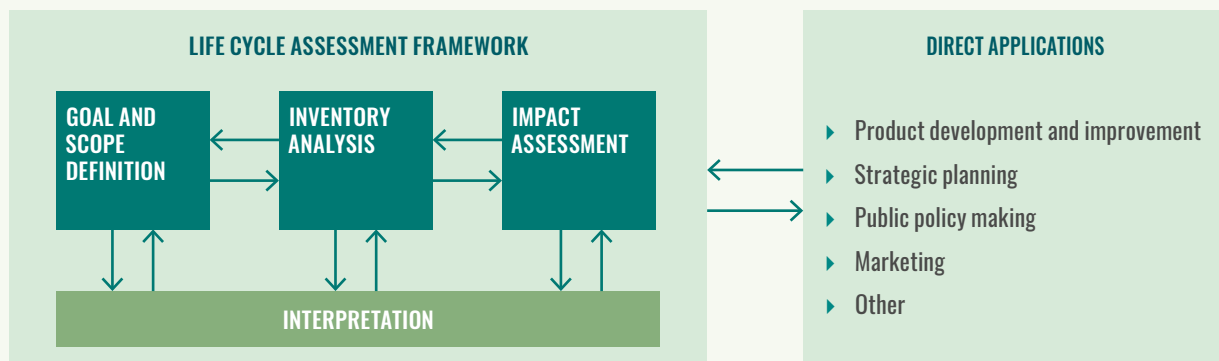 LIFE CYCLE ASSESSMENT FRAMEWORK
GOAL AND
SCOPE
DEFINITION
INVENTORY
ANALYSIS
IMPACT
ASSESSMENT
INTERPRETATION
DIRECT APPLICATIONS
Product development and improvement
Strategic planning
Public policy making
Marketing
Other